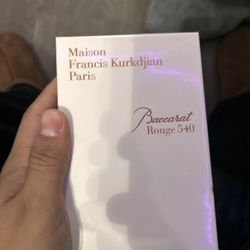 Maison
Francis Kurkdjian
Paris
Baccarat
Rouge 540